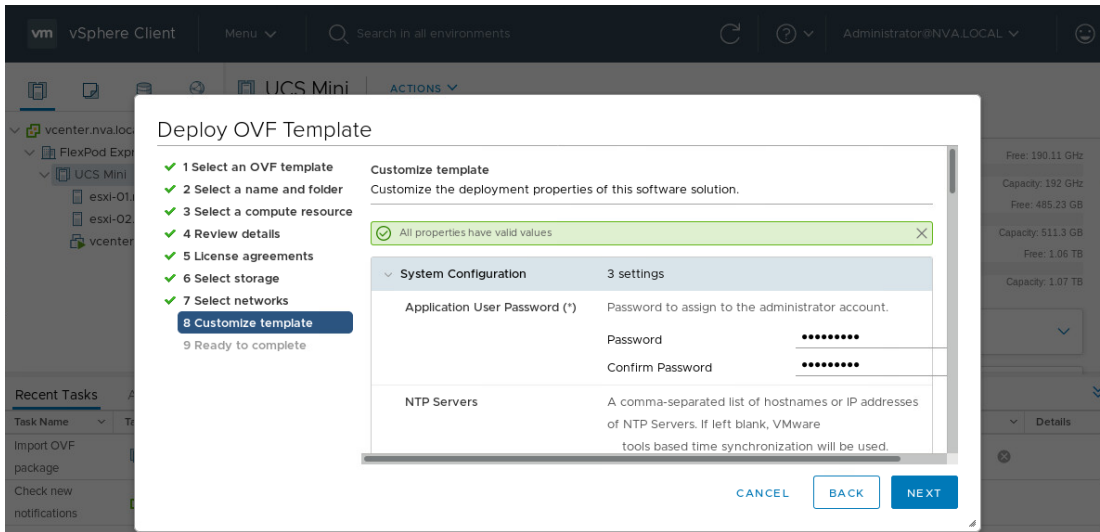 vm vSphere Client Menu Search in all environments Administrator@NVA.LOCAL
UCS Mini ACTIONS
vcenter.nva.loc
FlexPod Expr
UCS Mini
esxi-01.
esxi-02.
vcenter
Deploy OVF Template
1 Select an OVF template
2 Select a name and folder
3 Select a compute resource
4 Review details
5 License agreements
6 Select storage
7 Select networks
8 Customize template
9 Ready to complete
Customize template
Customize the deployment properties of this software solution.
All properties have valid values
System Configuration 3 settings
Application User Password (*) Password to assign to the administrator account.
Password •••••••••
Confirm Password •••••••••
NTP Servers A comma-separated list of hostnames or IP addresses
of NTP Servers. If left blank, VMware
tools based time synchronization will be used.
CANCEL BACK NEXT
Free: 190.11 GHz
Capacity: 192 GHz
Free: 485.23 GB
Capacity: 511.3 GB
Free: 1.06 TB
Capacity: 1.07 TB
Recent Tasks
Task Name Details
Import OVF
package
Check new
notifications